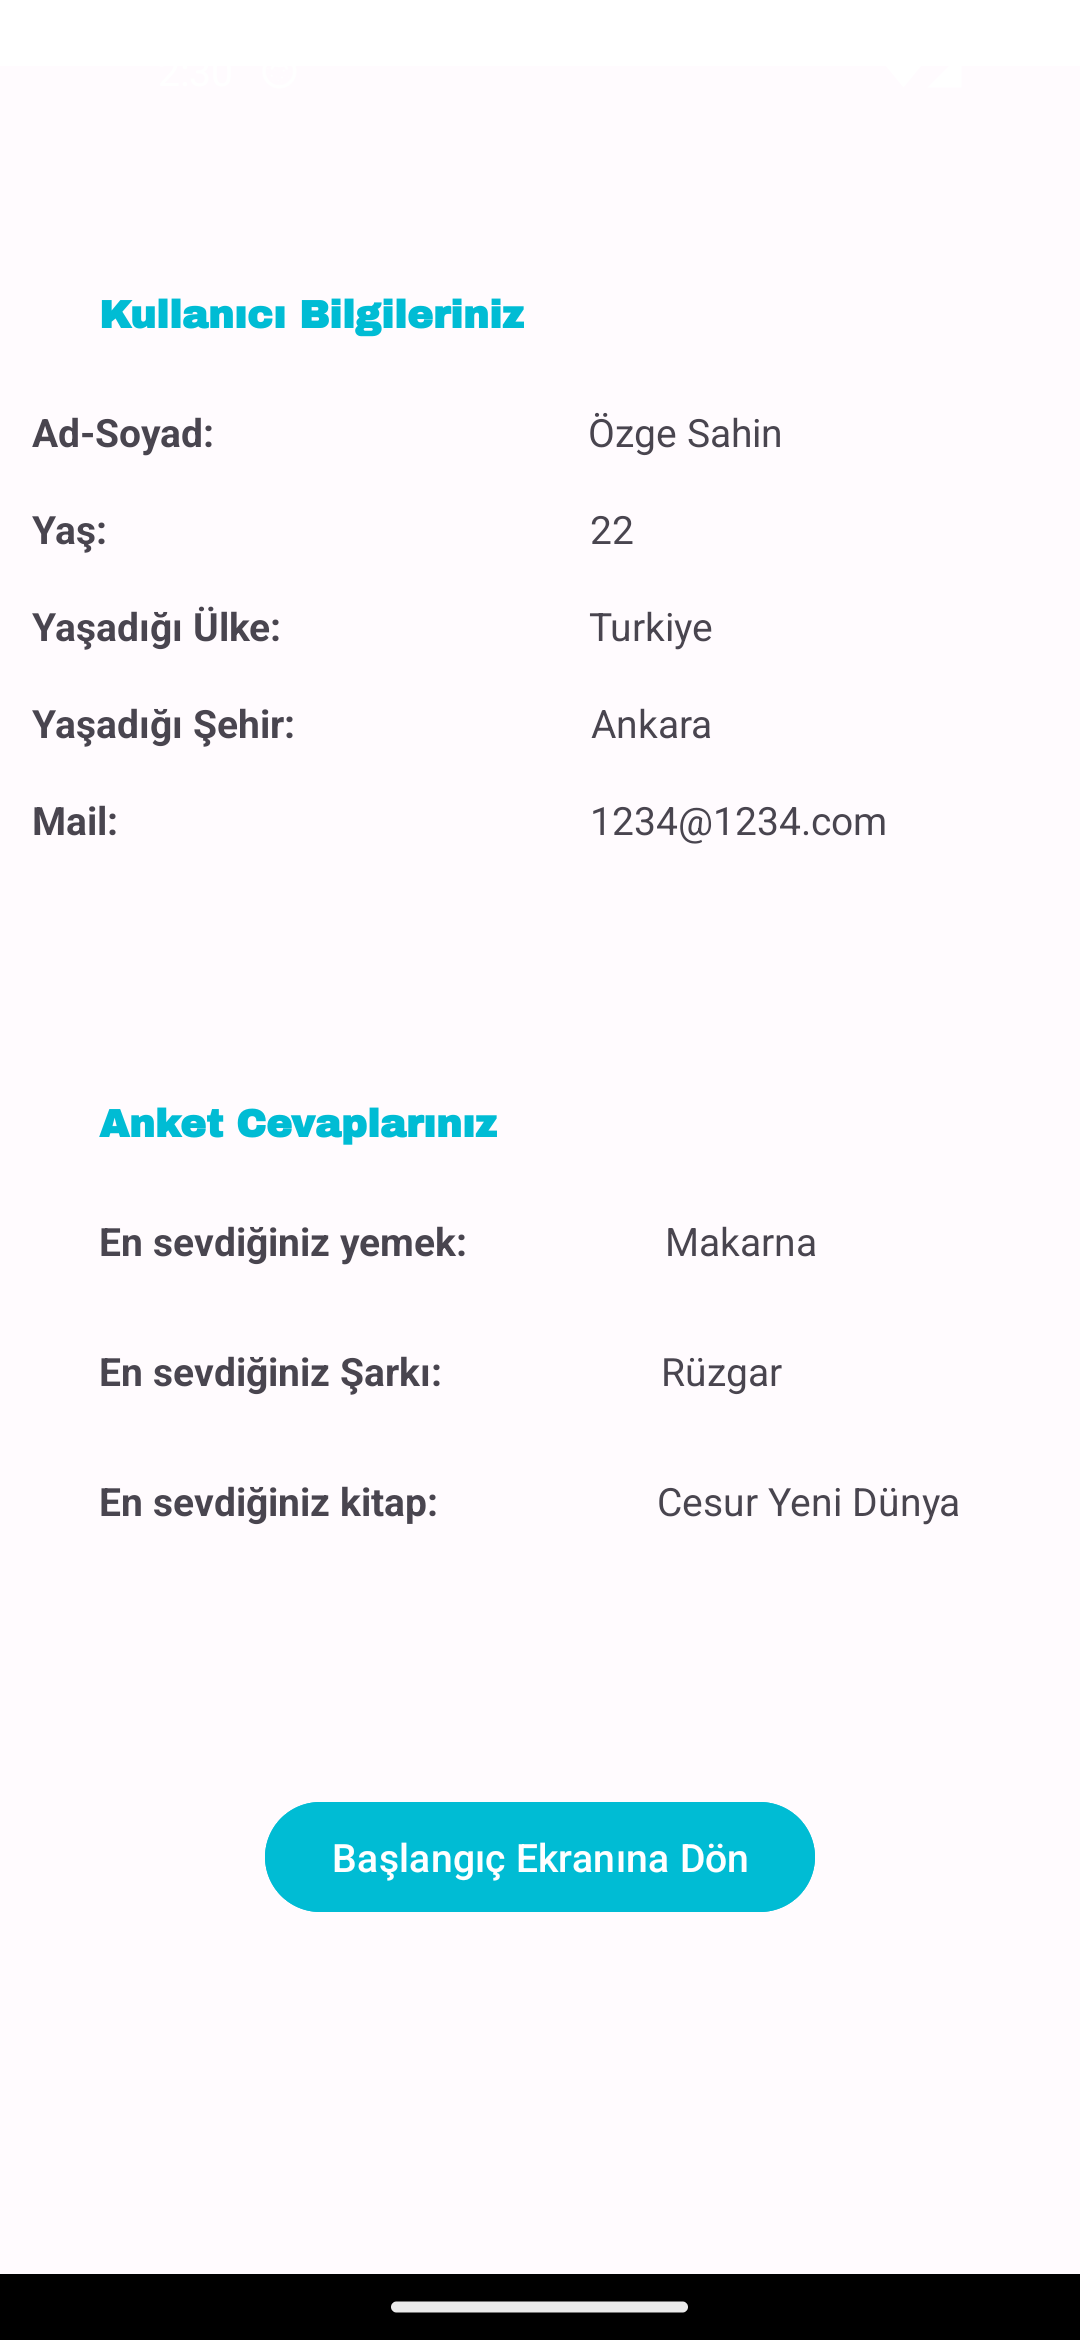 Kullanıcı Bilgileriniz
Ad-Soyad: Özge Sahin
Yaş: 22
Yaşadığı Ülke: Turkiye
Yaşadığı Şehir: Ankara
Mail: 1234@1234.com
Anket Cevaplarınız
En sevdiğiniz yemek: Makarna
En sevdiğiniz Şarkı: Rüzgar
En sevdiğiniz kitap: Cesur Yeni Dünya
Başlangıç Ekranına Dön